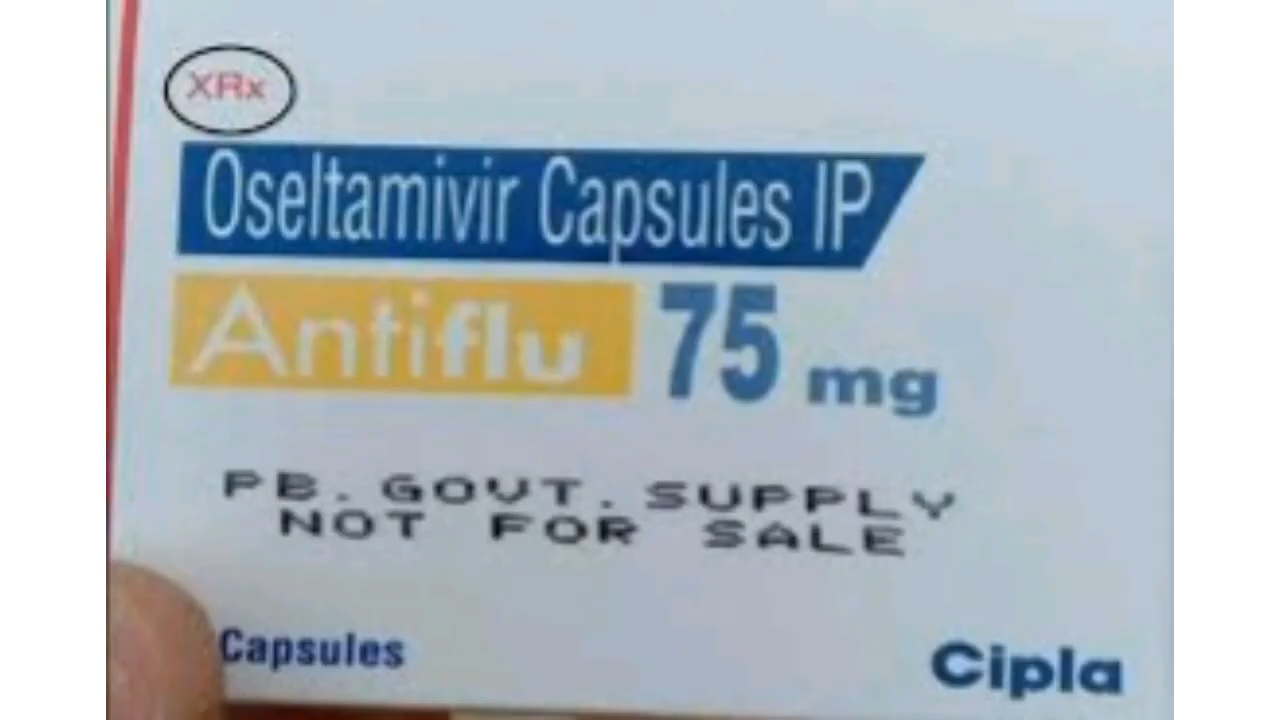 XRx
Oseltamivir Capsules IP
Antiflu 75 mg
PB. GOVT. SUPPLY
NOT FOR SALE
Capsules
Cipla